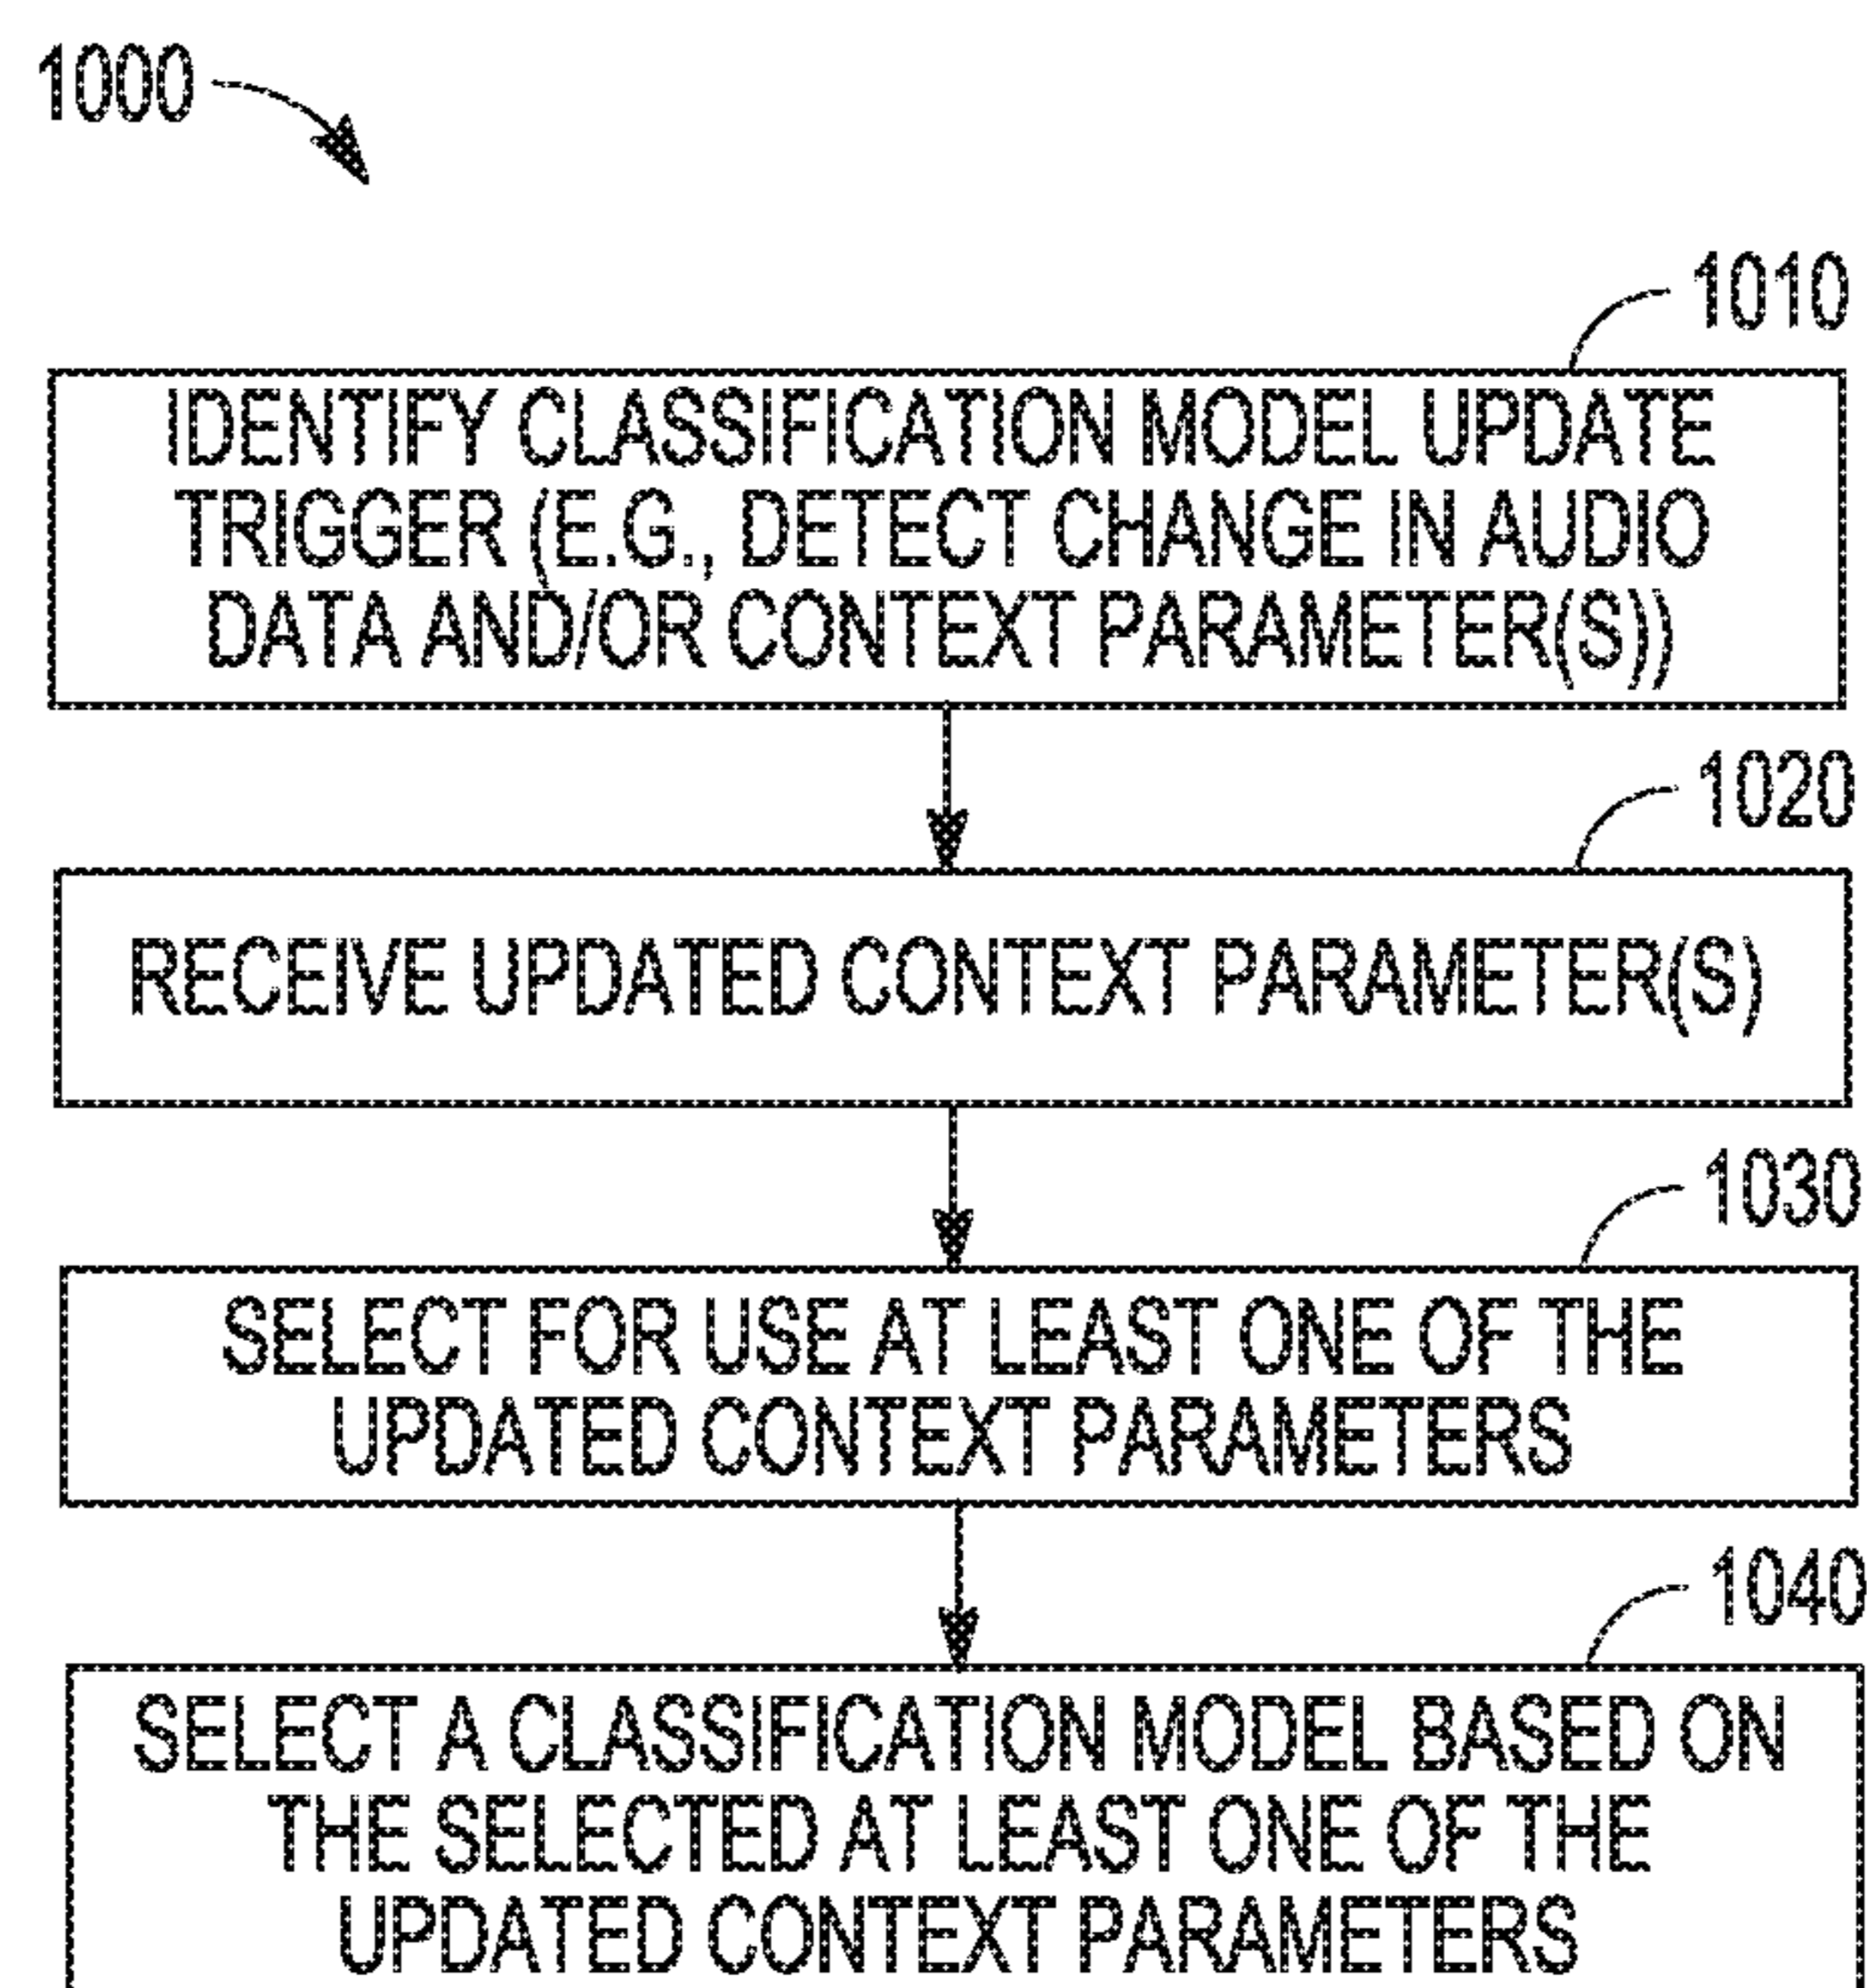 1000
1010
IDENTIFY CLASSIFICATION MODEL UPDATE
TRIGGER (E.G., DETECT CHANGE IN AUDIO
DATA AND/OR CONTEXT PARAMETER(S))
1020
RECEIVE UPDATED CONTEXT PARAMETER(S)
1030
SELECT FOR USE AT LEAST ONE OF THE
UPDATED CONTEXT PARAMETERS
1040
SELECT A CLASSIFICATION MODEL BASED ON
THE SELECTED AT LEAST ONE OF THE
UPDATED CONTEXT PARAMETERS